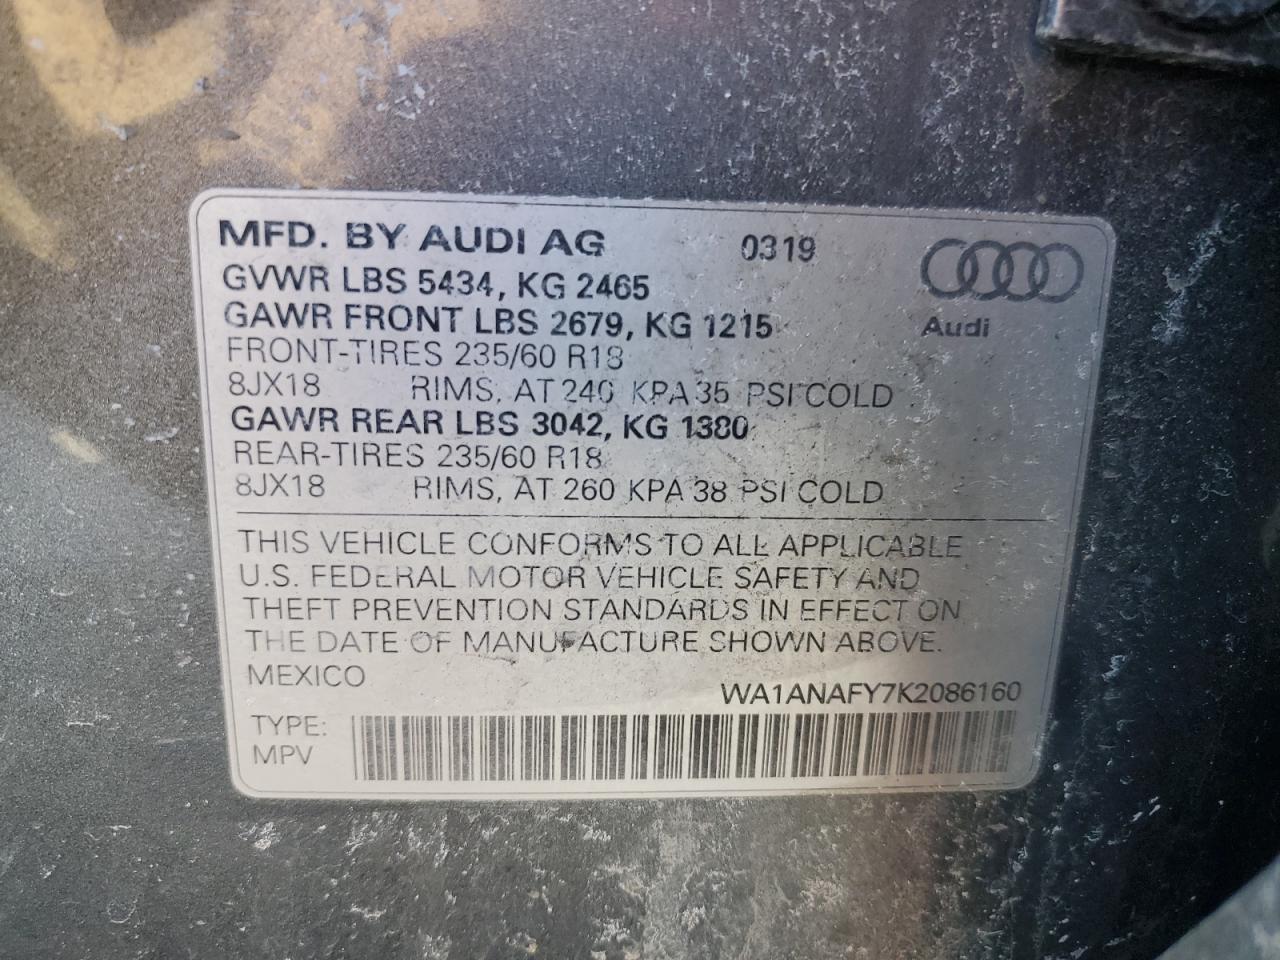 MFD. BY AUDI AG 0319
GVWR LBS 5434, KG 2465
GAWR FRONT LBS 2679, KG 1215
Audi
FRONT-TIRES 235/60 R18
8JX18 RIMS, AT 240 KPA 35 PSI COLD
GAWR REAR LBS 3042, KG 1380
REAR-TIRES 235/60 R18
8JX18 RIMS, AT 260 KPA 38 PSI COLD
THIS VEHICLE CONFORMS TO ALL APPLICABLE
U.S. FEDERAL MOTOR VEHICLE SAFETY AND
THEFT PREVENTION STANDARDS IN EFFECT ON
THE DATE OF MANUFACTURE SHOWN ABOVE.
MEXICO
WA1ANAFY7K2086160
TYPE:
MPV